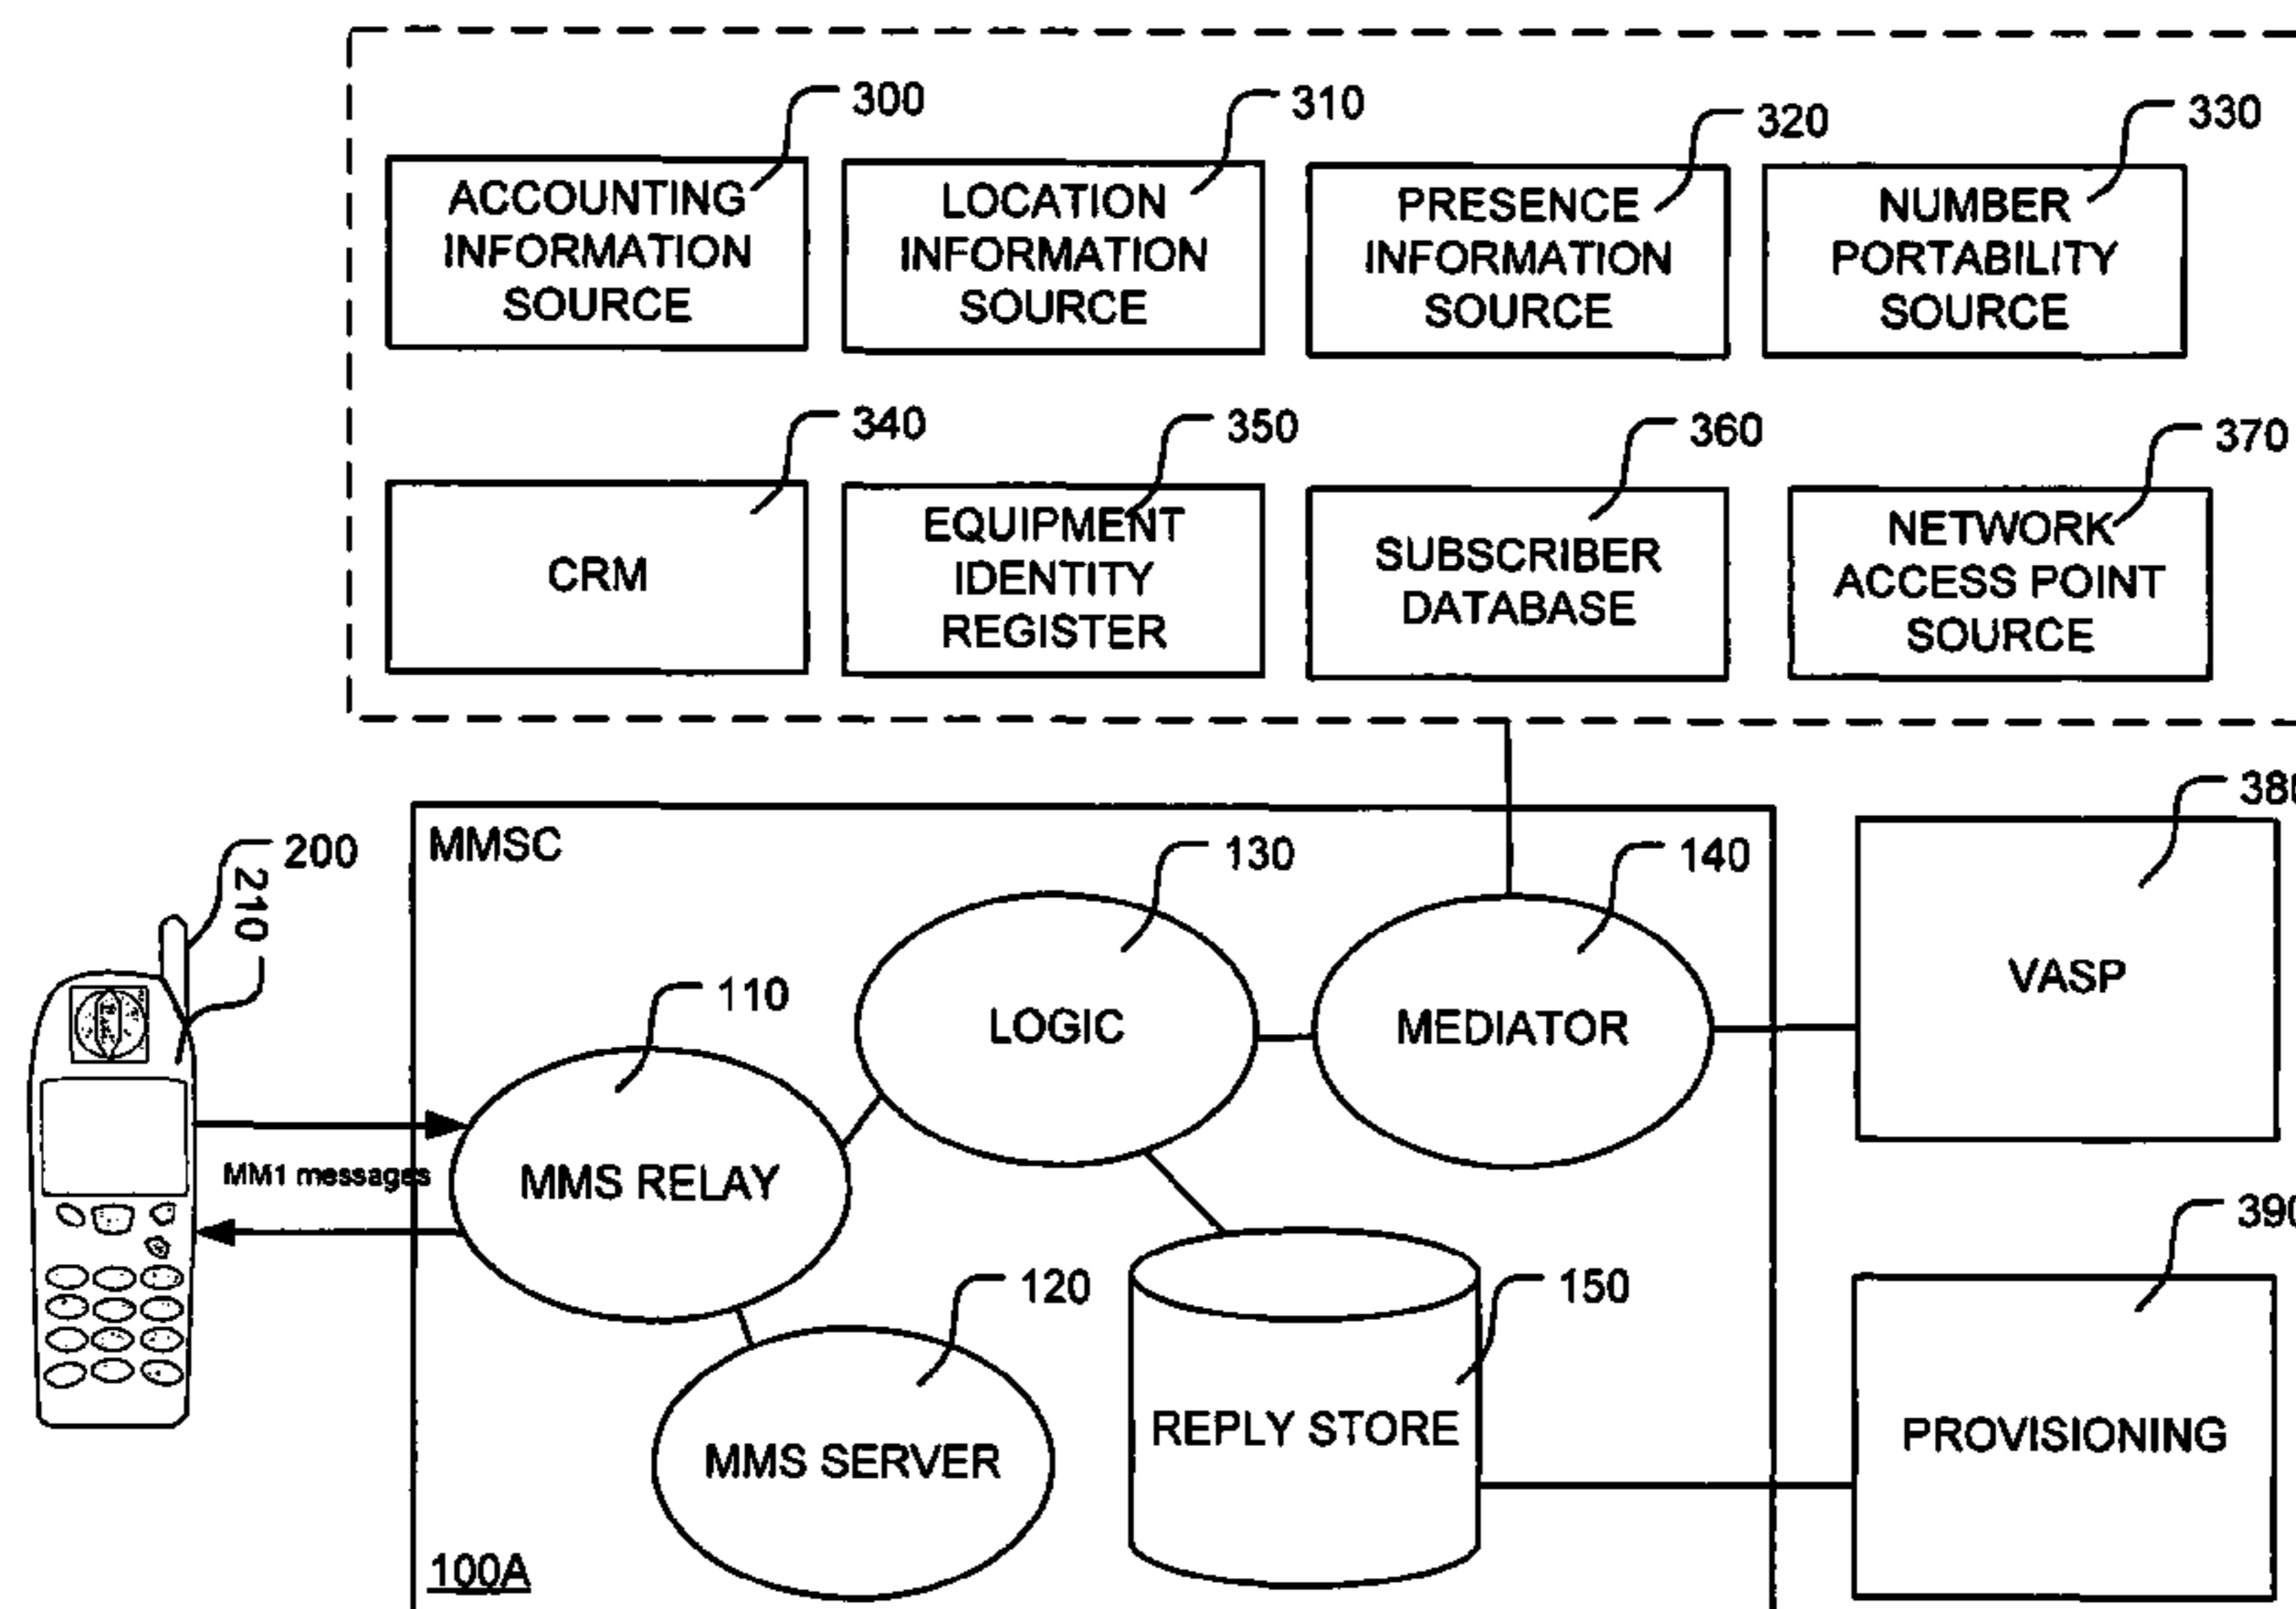 300
310
320
330
ACCOUNTING
INFORMATION
SOURCE
LOCATION
INFORMATION
SOURCE
PRESENCE
INFORMATION
SOURCE
NUMBER
PORTABILITY
SOURCE
340
350
360
370
CRM
EQUIPMENT
IDENTITY
REGISTER
SUBSCRIBER
DATABASE
NETWORK
ACCESS POINT
SOURCE
380
200
210
MMSC
130
140
110
LOGIC
MEDIATOR
VASP
MM1 messages
MMS RELAY
390
120
150
REPLY STORE
MMS SERVER
PROVISIONING
100A